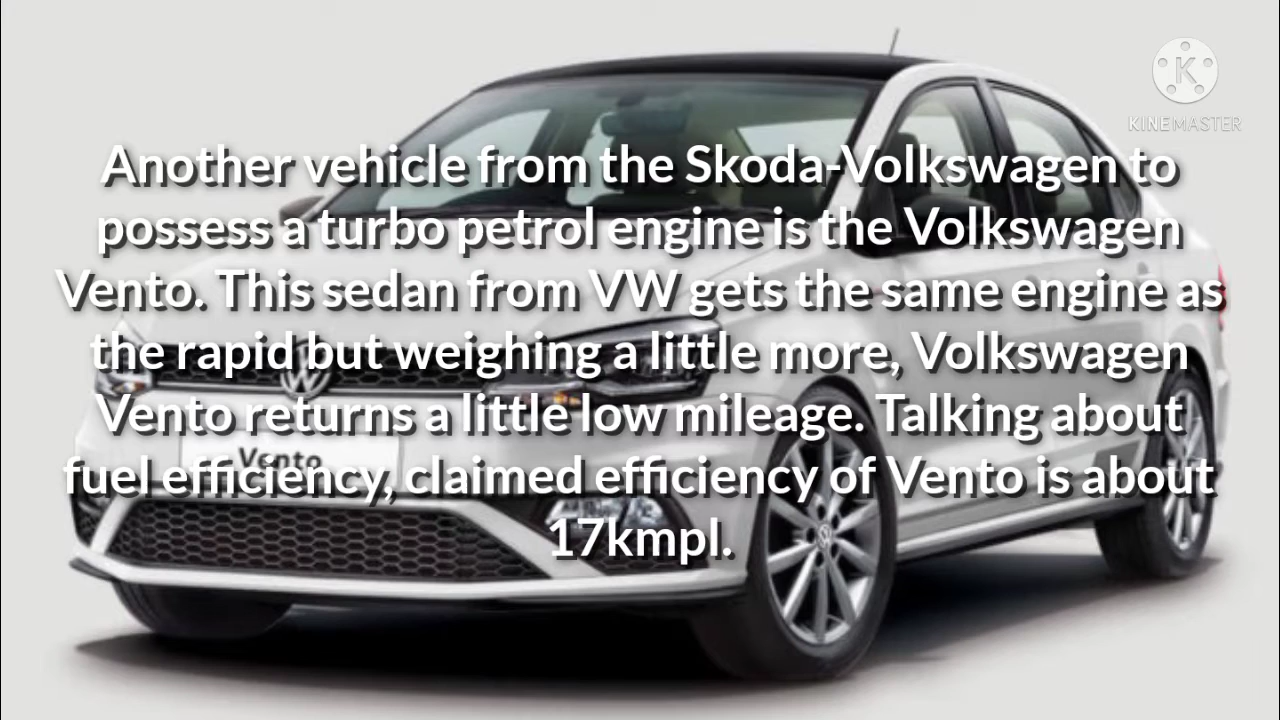 K
KINEMASTER
Another vehicle from the Skoda-Volkswagen to
possess a turbo petrol engine is the Volkswagen
Vento. This sedan from VW gets the same engine as
the rapid but weighing a little more, Volkswagen
Vento returns a little low mileage. Talking about
Vento
fuel efficiency, claimed efficiency of Vento is about
17kmpl.